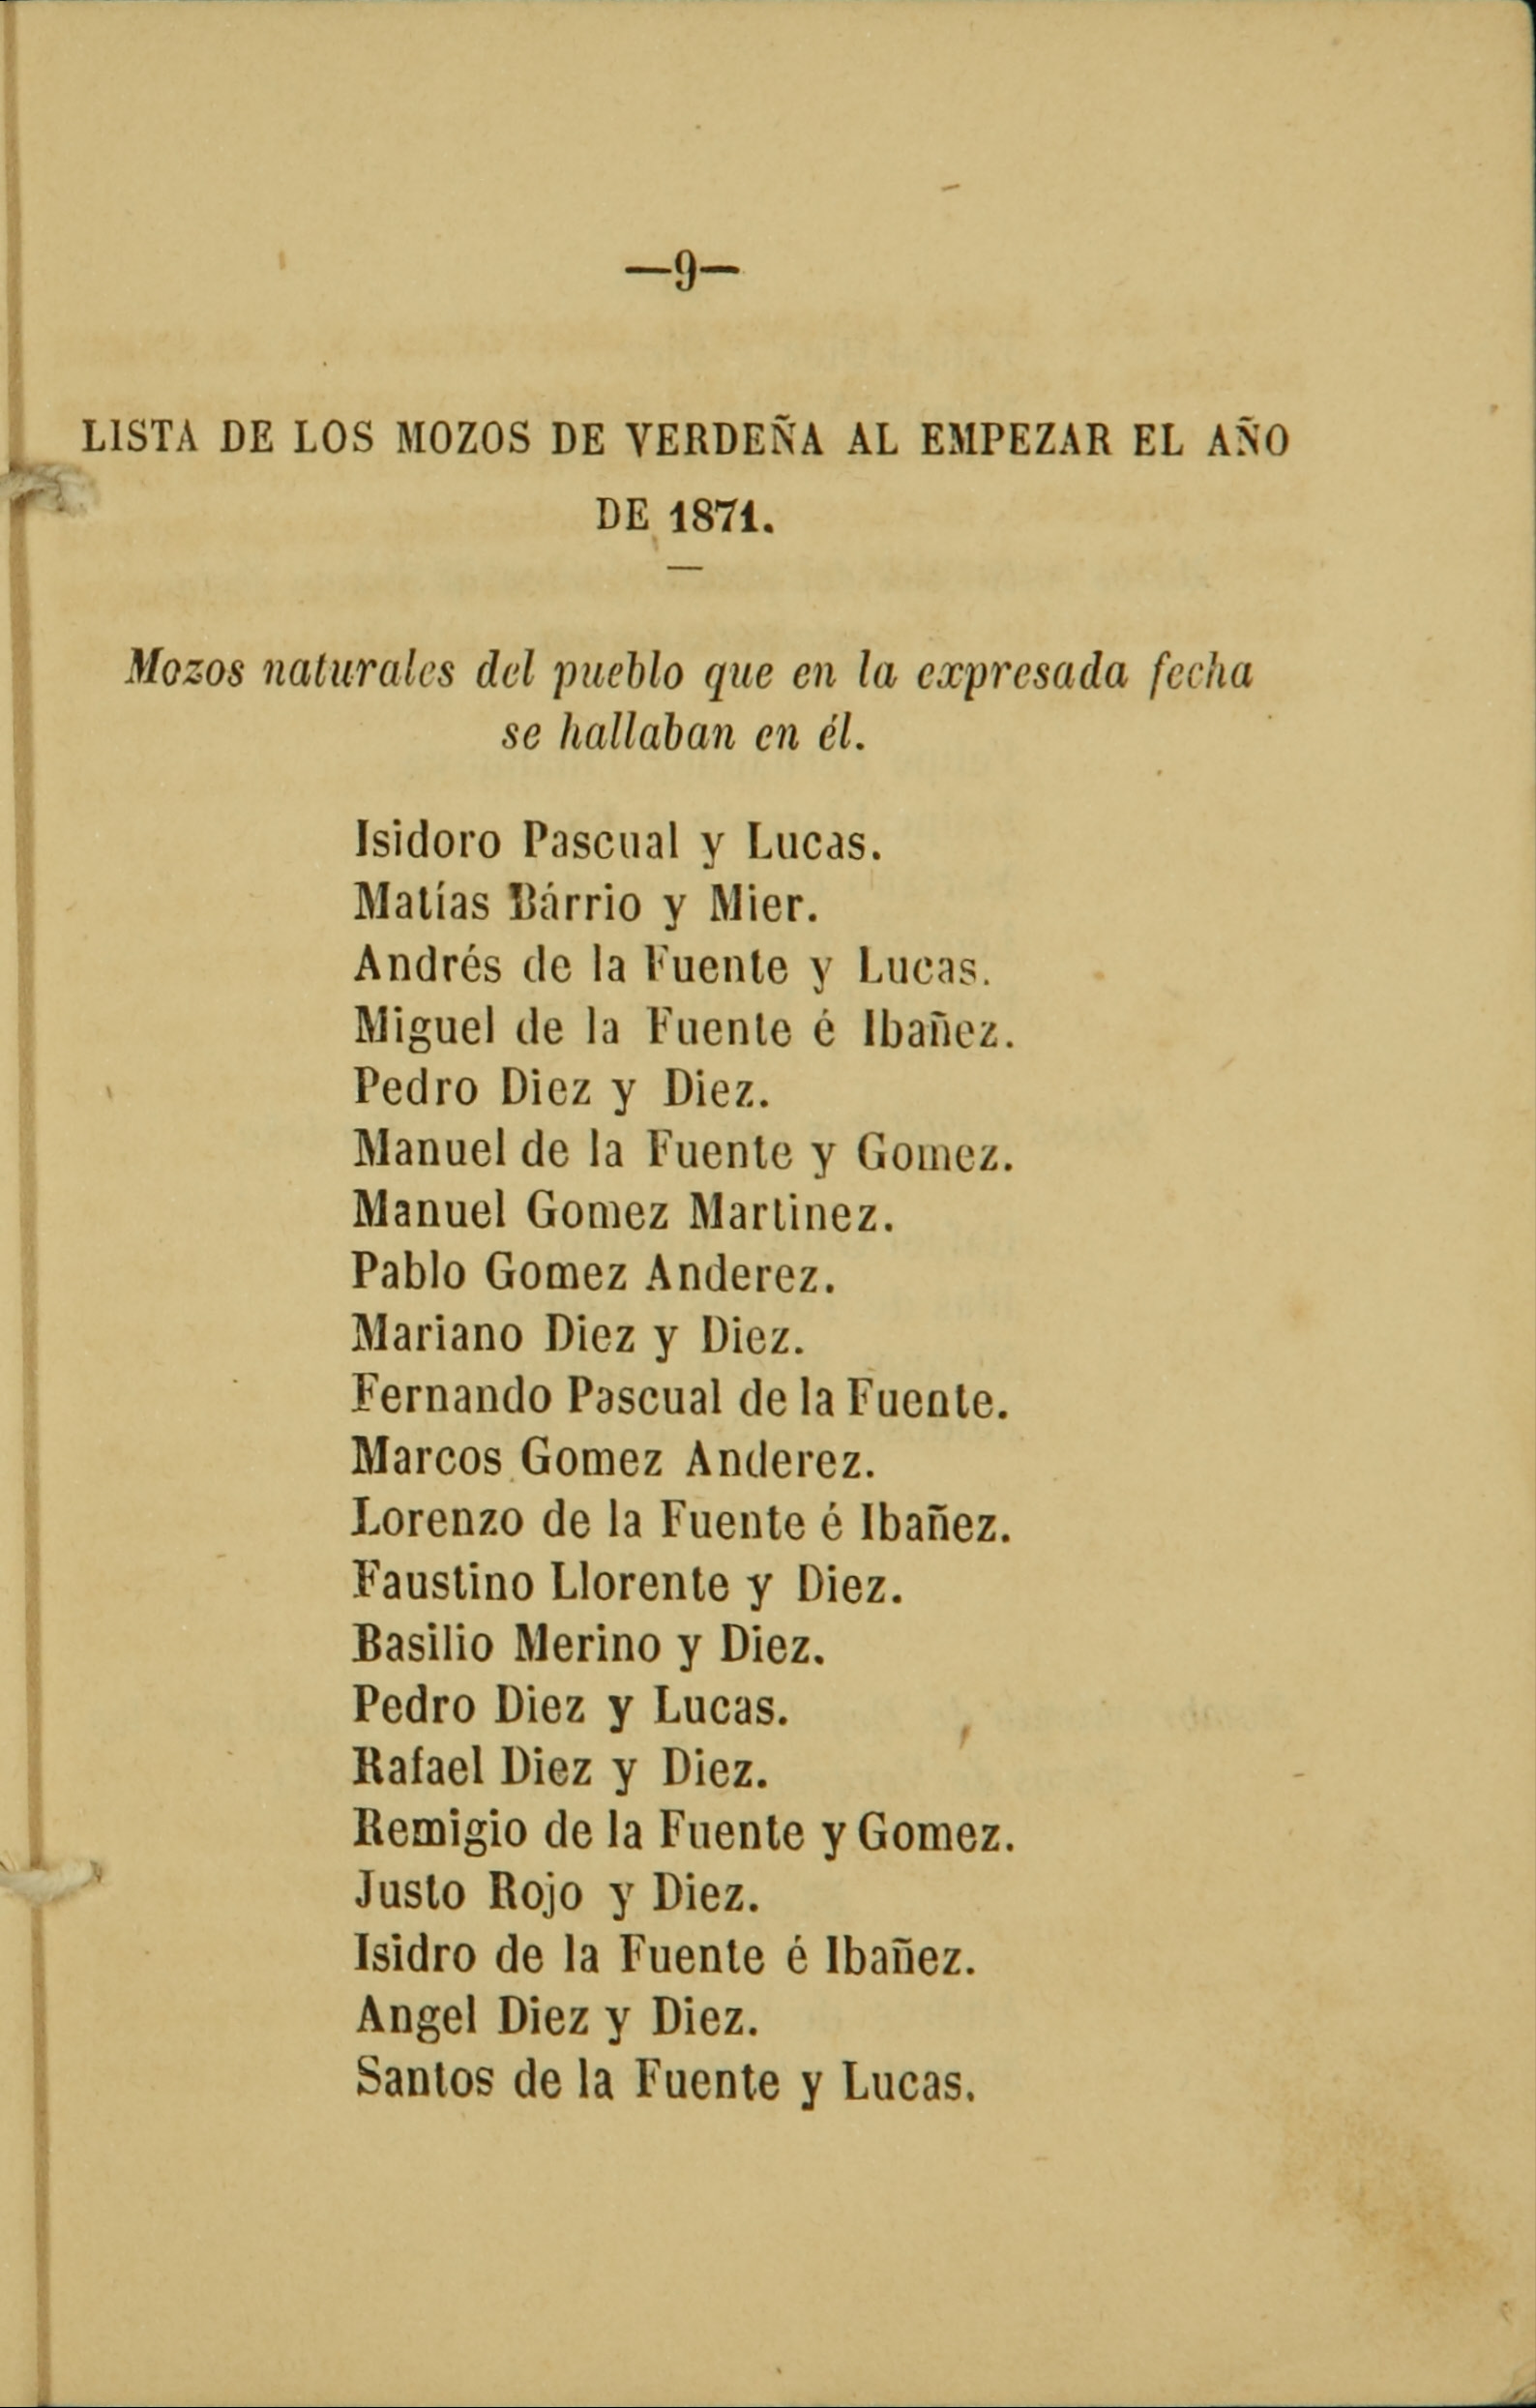 —9—
LISTA DE LOS MOZOS DE VERDEÑA AL EMPEZAR EL AÑO
DE 1871.
Mozos naturales del pueblo que en la expresada fecha
se hallaban en él.
Isidoro Pascual y Lucas.
Matías Bárrio y Mier.
Andrés de la Fuente y Lucas.
Miguel de la Fuente é Ibañez.
Pedro Diez y Diez.
Manuel de la Fuente y Gomez.
Manuel Gomez Martinez.
Pablo Gomez Anderez.
Mariano Diez y Diez.
Fernando Pascual de la Fuente.
Marcos Gomez Anderez.
Lorenzo de la Fuente é Ibañez.
Faustino Llorente y Diez.
Basilio Merino y Diez.
Pedro Diez y Lucas.
Rafael Diez y Diez.
Remigio de la Fuente y Gomez.
Justo Rojo y Diez.
Isidro de la Fuente é Ibañez.
Angel Diez y Diez.
Santos de la Fuente y Lucas.